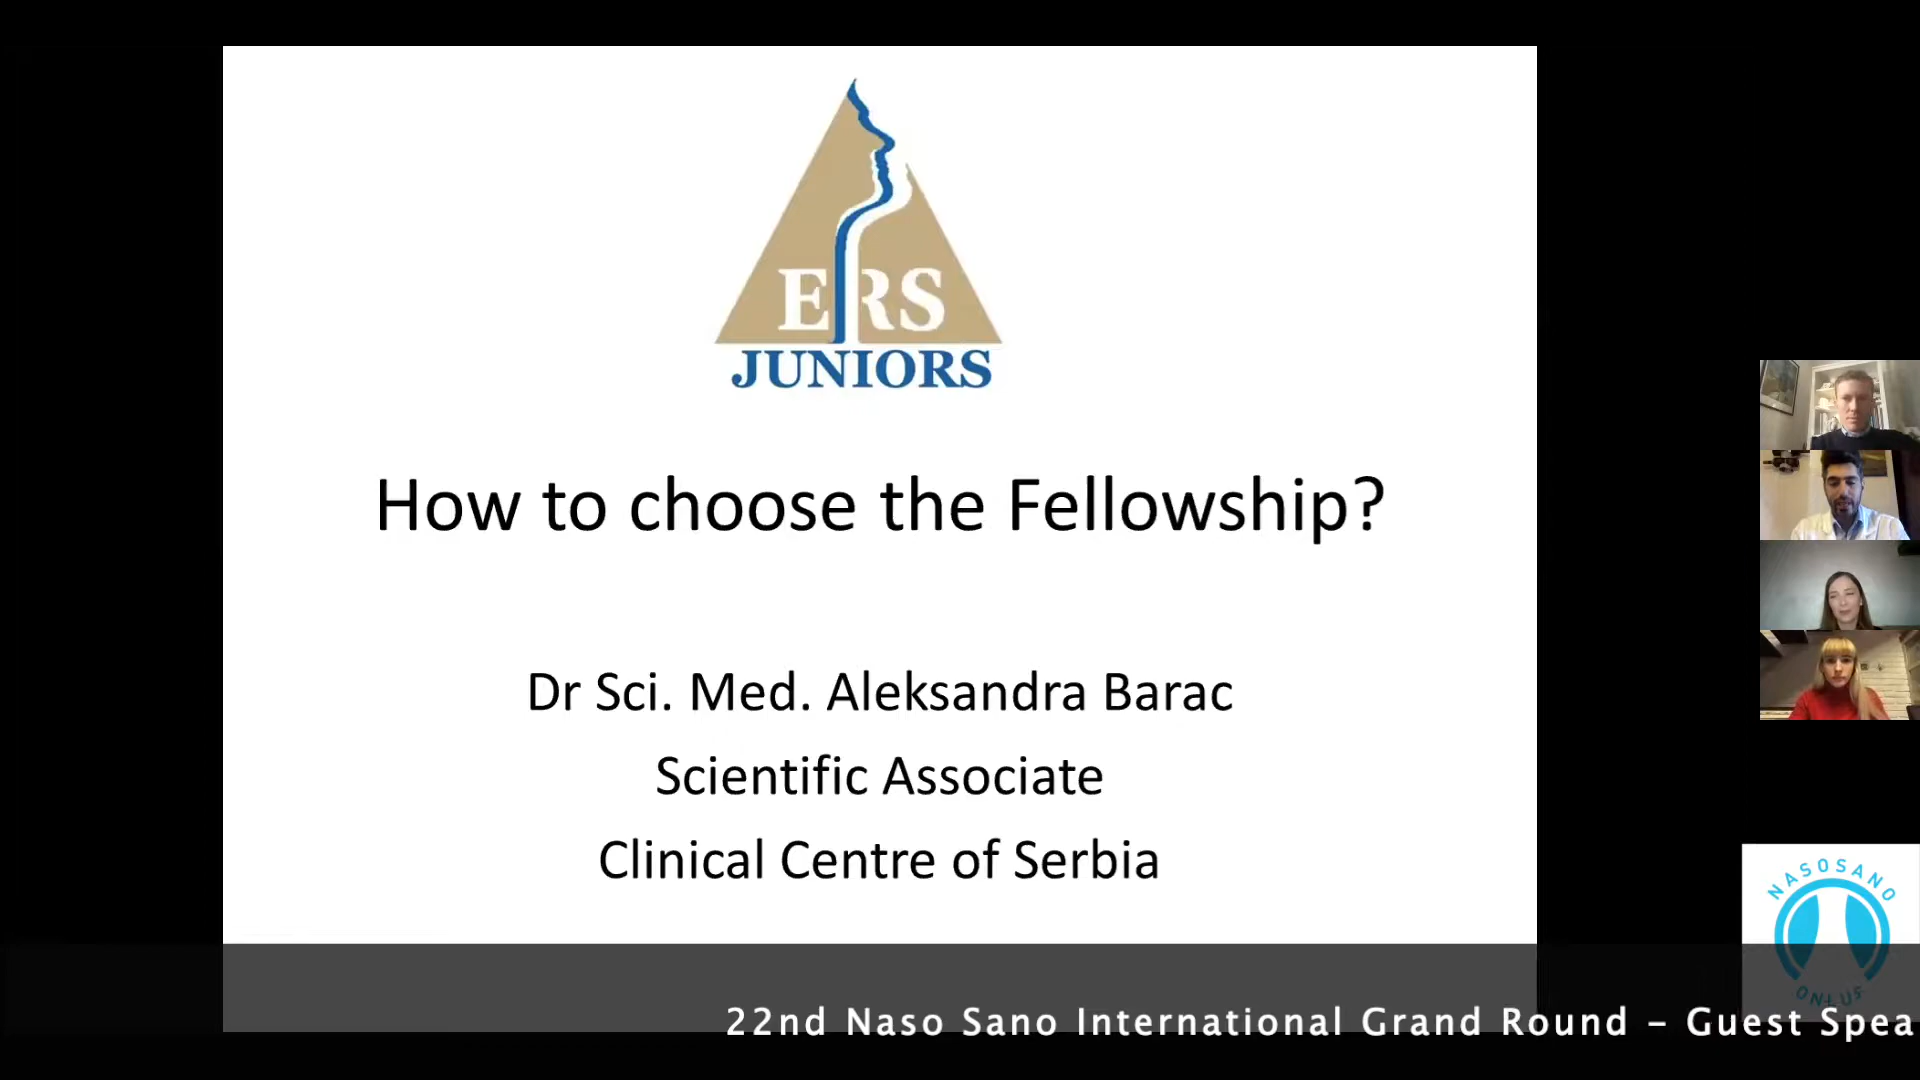 ERS
JUNIORS
How to choose the Fellowship?
Dr Sci. Med. Aleksandra Barac
Scientific Associate
Clinical Centre of Serbia
NASOSANO
ONLUS
22nd Naso Sano International Grand Round – Guest Spea